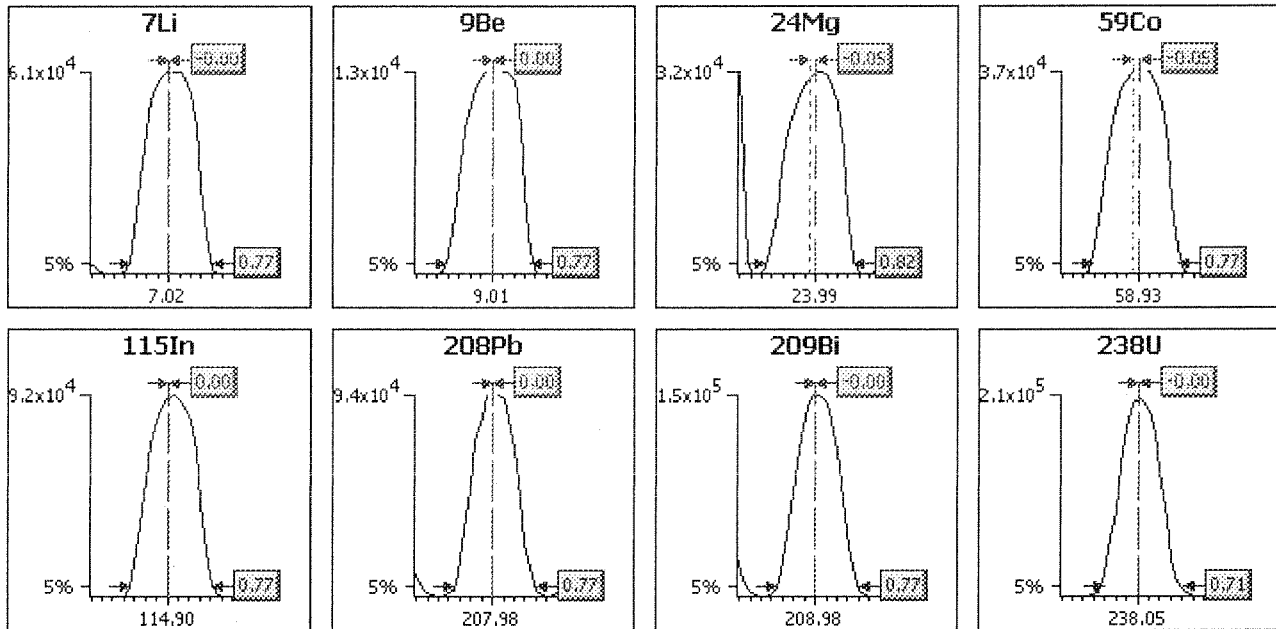 7Li
-0.00
6.1x10^4
5%
0.77
7.02
9Be
0.00
1.3x10^4
5%
0.77
9.01
24Mg
-0.05
3.2x10^4
5%
0.82
23.99
59Co
-0.05
3.7x10^4
5%
0.77
58.93
115In
0.00
9.2x10^4
5%
0.77
114.90
208Pb
0.00
9.4x10^4
5%
0.77
207.98
209Bi
-0.00
1.5x10^5
5%
0.77
208.98
238U
-0.00
2.1x10^5
5%
0.71
238.05